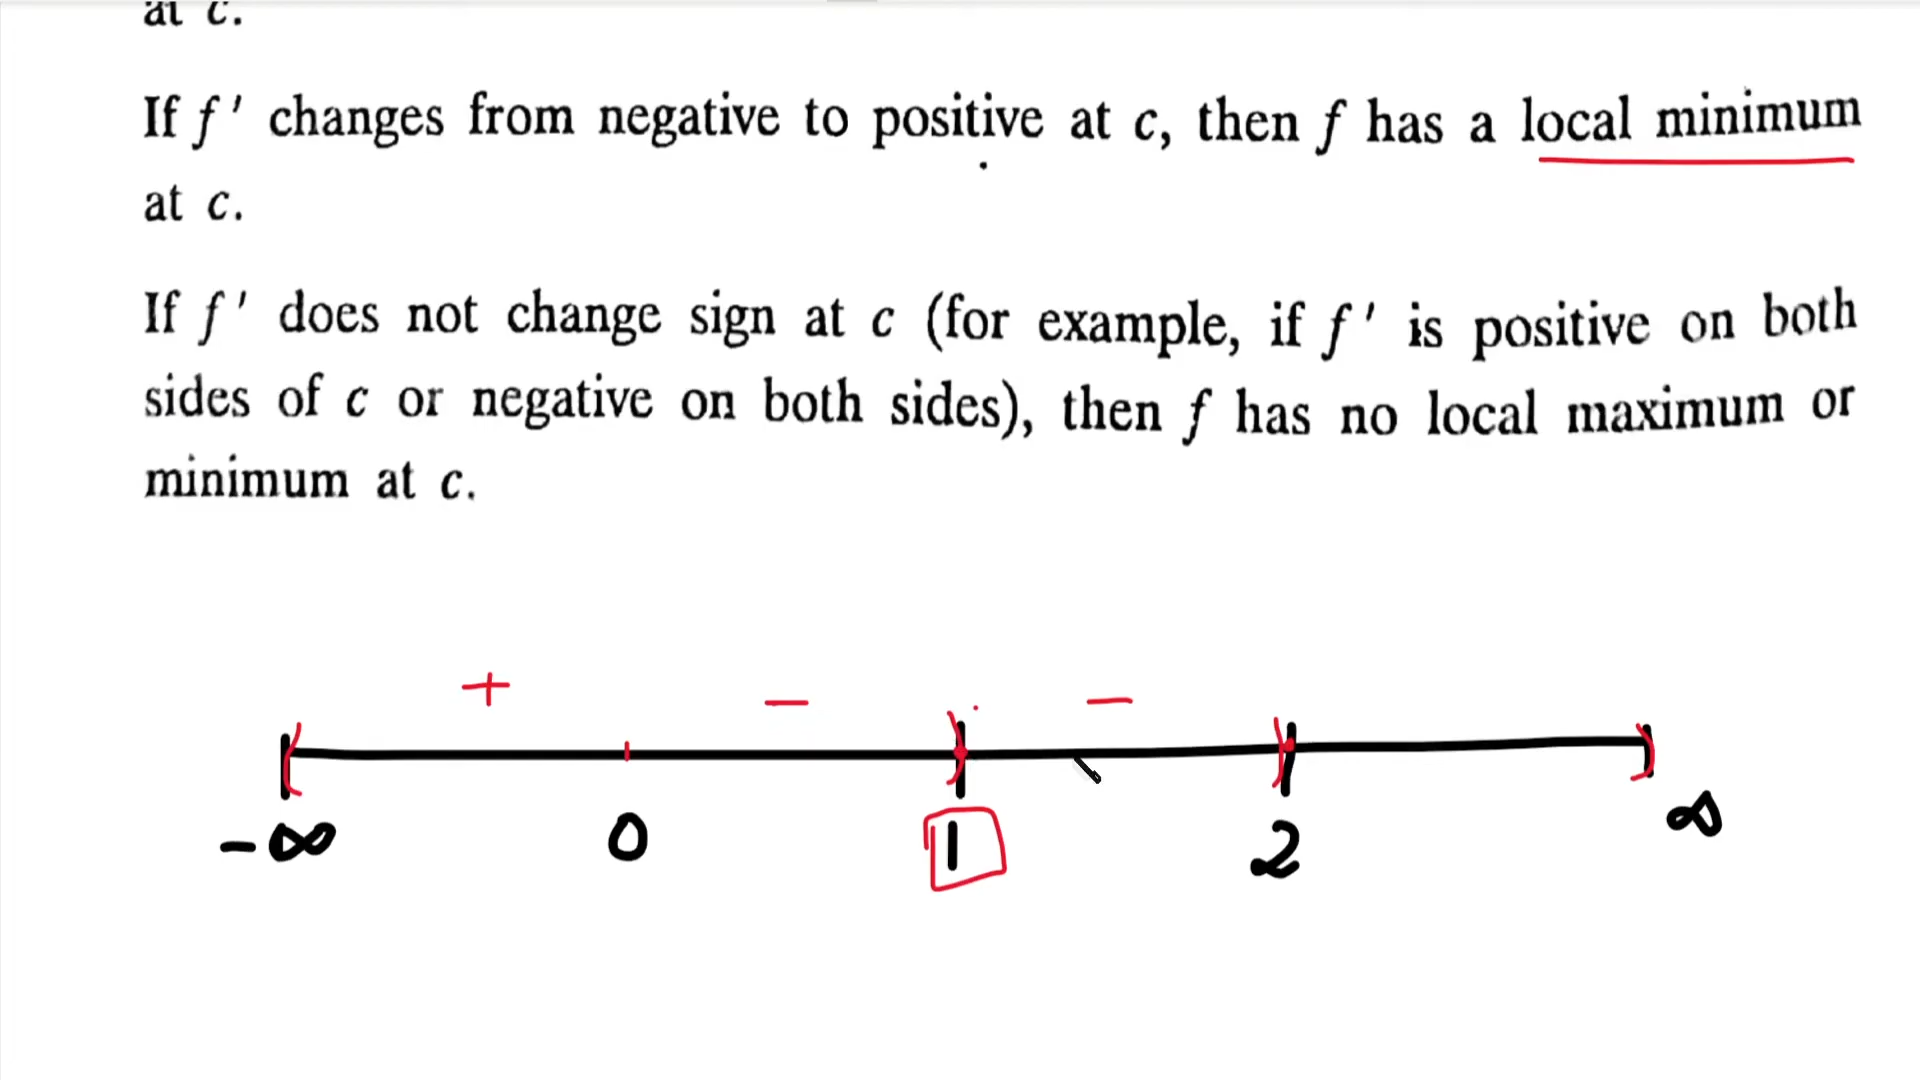 at c.
If f' changes from negative to positive at c, then f has a local minimum
at c.
If f' does not change sign at c (for example, if f' is positive on both
sides of c or negative on both sides), then f has no local maximum or
minimum at c.
+ − −
-∞ 0 1 2 ∞